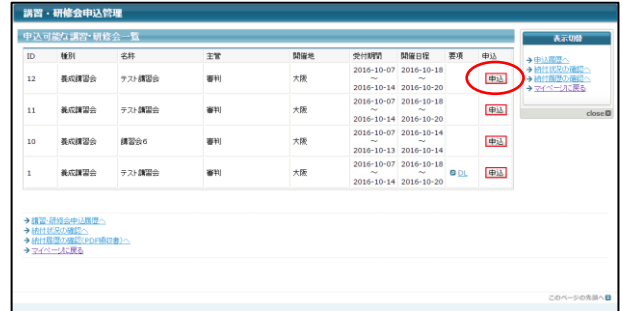 講習・研修会申込管理
申込可能な講習・研修会一覧
ID 種別 名称 主管 開催地 受付期間 開催日程 要項 申込
12 養成講習会 テスト講習会 審判 大阪 2016-10-07 ～ 2016-10-14 2016-10-18 ～ 2016-10-20 申込
11 養成講習会 テスト講習会 審判 大阪 2016-10-07 ～ 2016-10-14 2016-10-18 ～ 2016-10-20 申込
10 養成講習会 講習会6 審判 大阪 2016-10-07 ～ 2016-10-13 2016-10-14 ～ 2016-10-14 申込
1 養成講習会 テスト講習会 審判 大阪 2016-10-07 ～ 2016-10-14 2016-10-18 ～ 2016-10-20 DL 申込
講習・研修会申込履歴へ
納付状況の確認へ
納付履歴の確認(PDF領収書)へ
マイページに戻る
表示切替
申込履歴へ
納付状況の確認へ
納付履歴の確認へ
マイページに戻る
close
このページの先頭へ